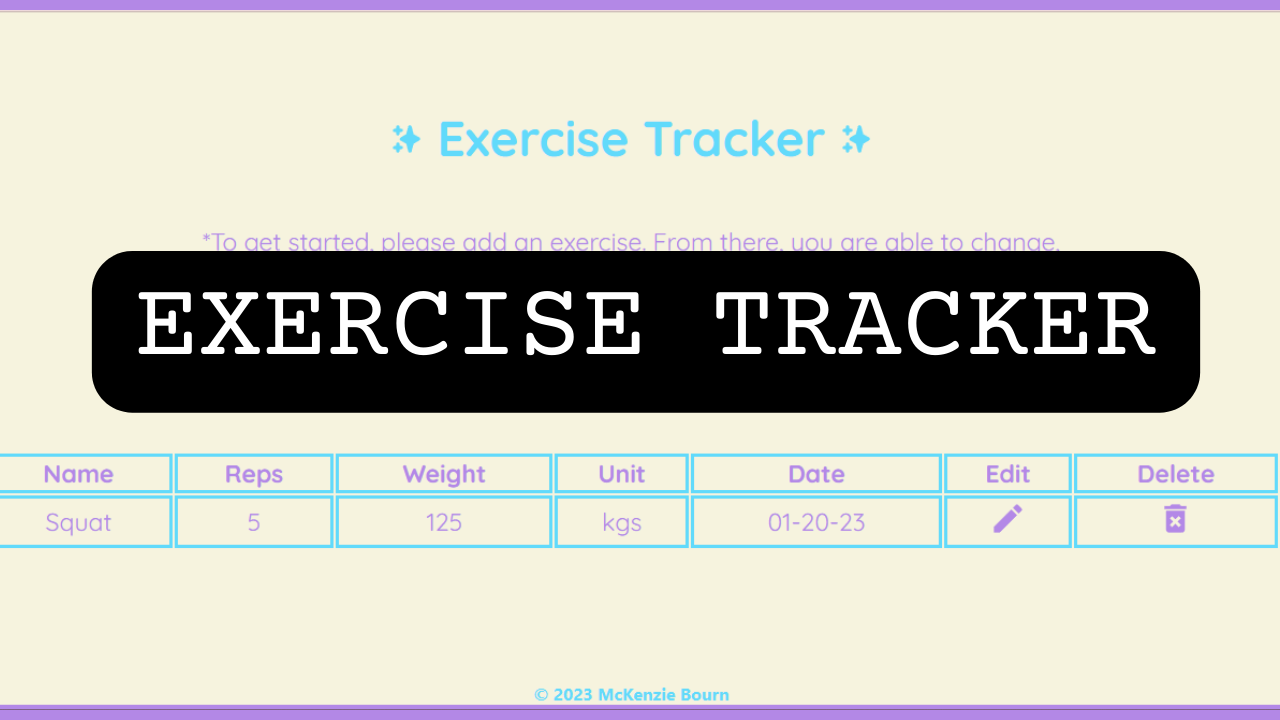 Exercise Tracker
*To get started, please add an exercise. From there, you are able to change,
EXERCISE TRACKER
Name Reps Weight Unit Date Edit Delete
Squat 5 125 kgs 01-20-23
© 2023 McKenzie Bourn